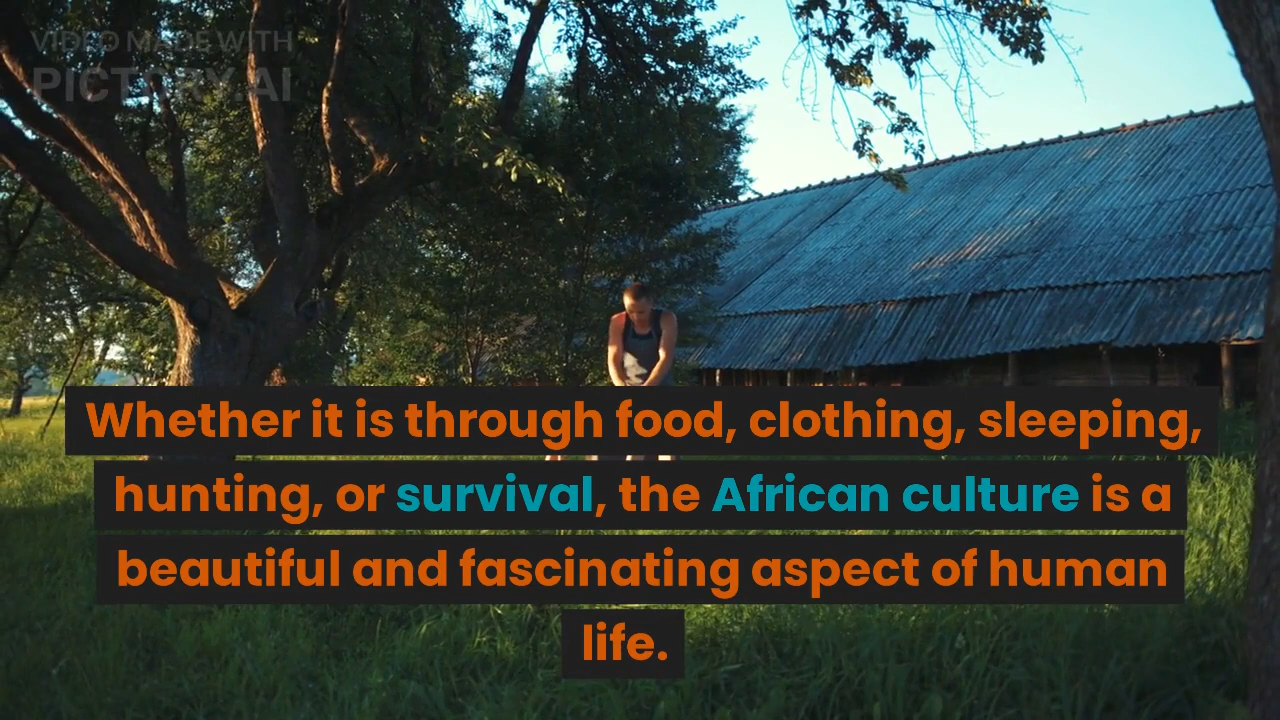 VIDEO MADE WITH
PICTORY.AI
Whether it is through food, clothing, sleeping,
hunting, or survival, the African culture is a
beautiful and fascinating aspect of human
life.